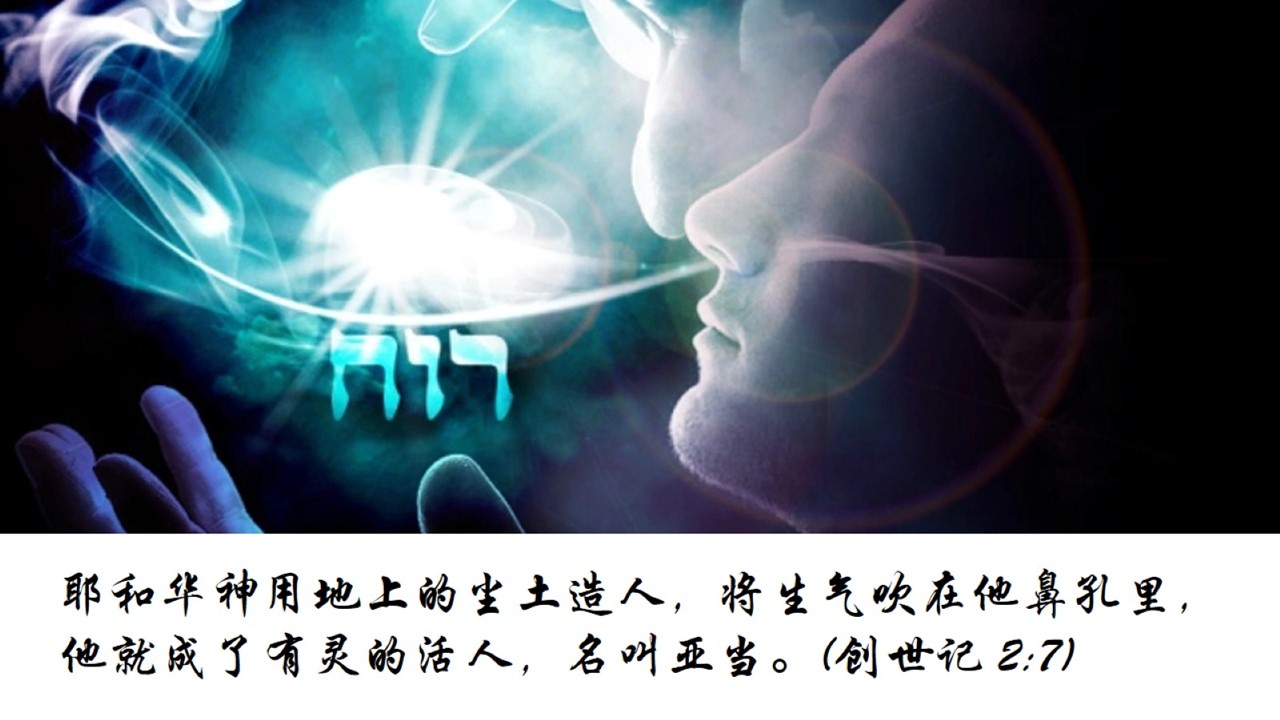 רוח
耶和华神用地上的尘土造人，将生气吹在他鼻孔里，
他就成了有灵的活人，名叫亚当。(创世记 2:7)